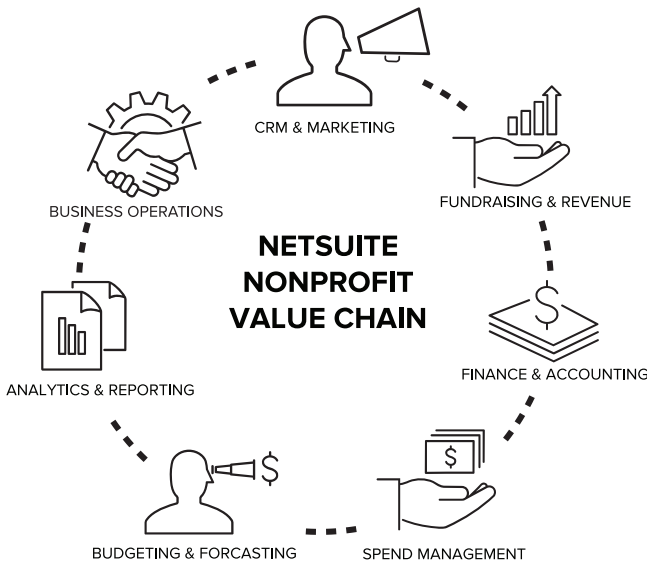 CRM & MARKETING
FUNDRAISING & REVENUE
BUSINESS OPERATIONS
NETSUITE
NONPROFIT
VALUE CHAIN
$
FINANCE & ACCOUNTING
ANALYTICS & REPORTING
$
$
BUDGETING & FORCASTING
SPEND MANAGEMENT